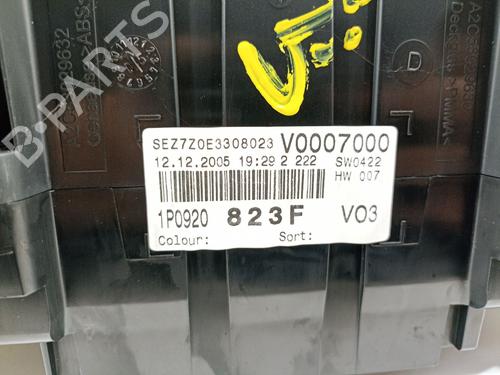 SEZ7Z0E3308023 V0007000
12.12.2005 19:29 2 222 SW0422
HW 007
1P0920 823F V03
Colour: Sort:
B-PARTS
L